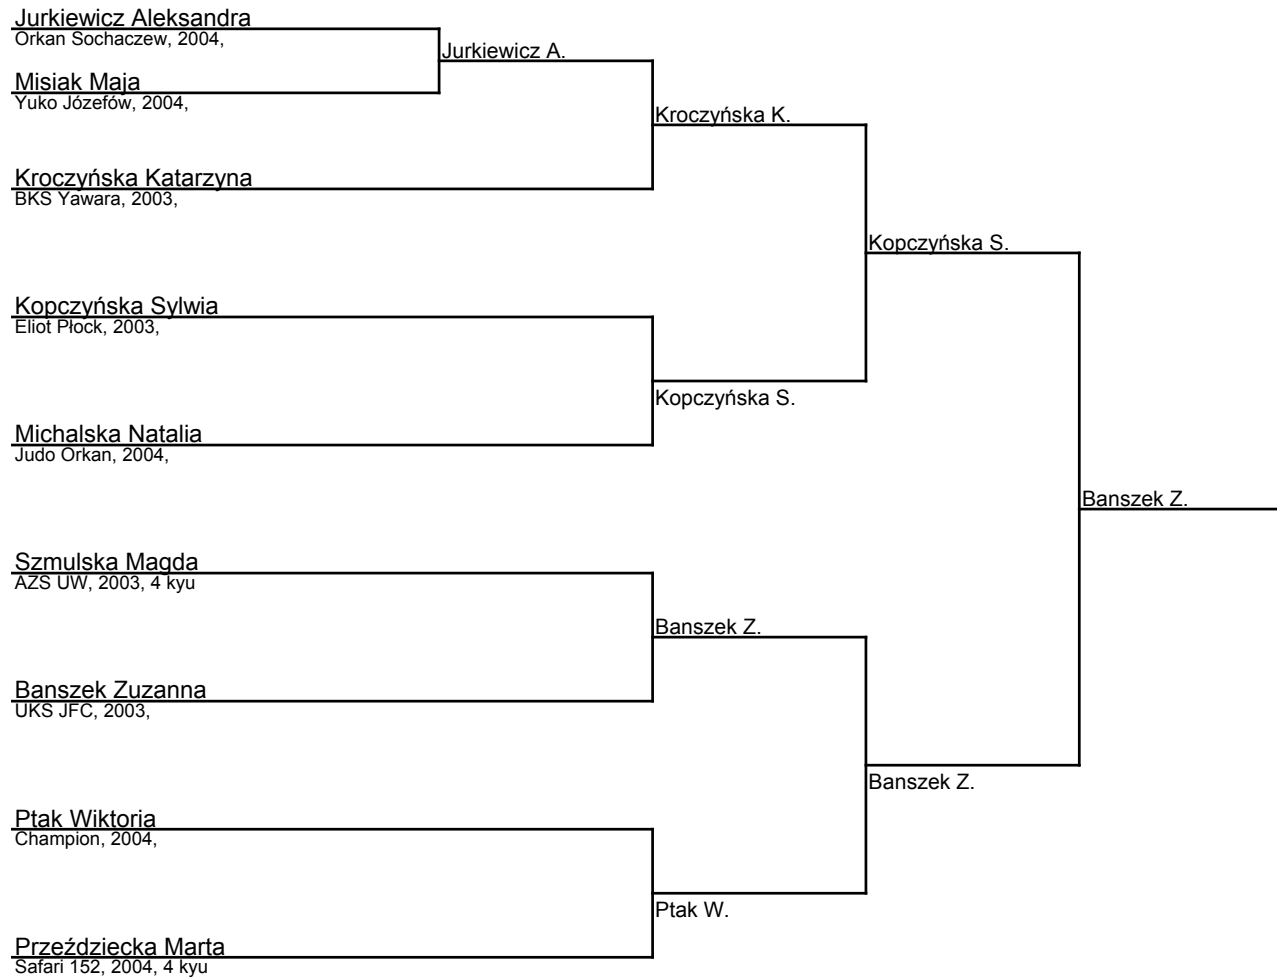 Jurkiewicz Aleksandra
Orkan Sochaczew, 2004,
Jurkiewicz A.
Misiak Maja
Yuko Józefów, 2004,
Kroczyńska K.
Kroczyńska Katarzyna
BKS Yawara, 2003,
Kopczyńska S.
Kopczyńska Sylwia
Eliot Płock, 2003,
Kopczyńska S.
Michalska Natalia
Judo Orkan, 2004,
Banszek Z.
Szmulska Magda
AZS UW, 2003, 4 kyu
Banszek Z.
Banszek Zuzanna
UKS JFC, 2003,
Banszek Z.
Ptak Wiktoria
Champion, 2004,
Ptak W.
Przeździecka Marta
Safari 152, 2004, 4 kyu